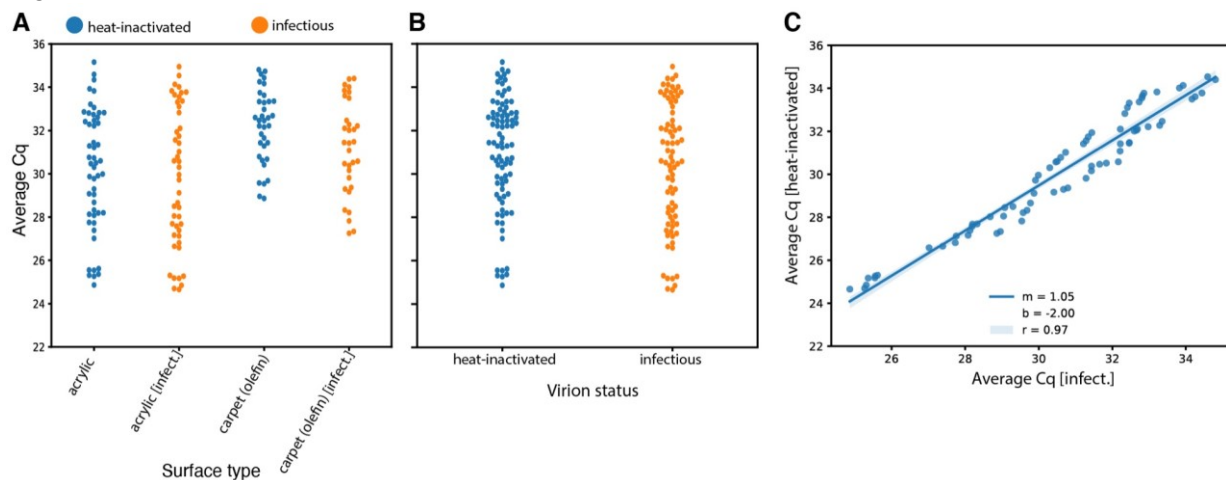 A
heat-inactivated
infectious
B
C
36
34
32
30
28
26
24
22
Average Cq
acrylic
acrylic [infect.]
carpet (olefin)
carpet (olefin) [infect.]
Surface type
heat-inactivated
infectious
Virion status
36
34
32
30
28
26
24
22
Average Cq [heat-inactivated]
m = 1.05
b = -2.00
r = 0.97
26
28
30
32
34
Average Cq [infect.]